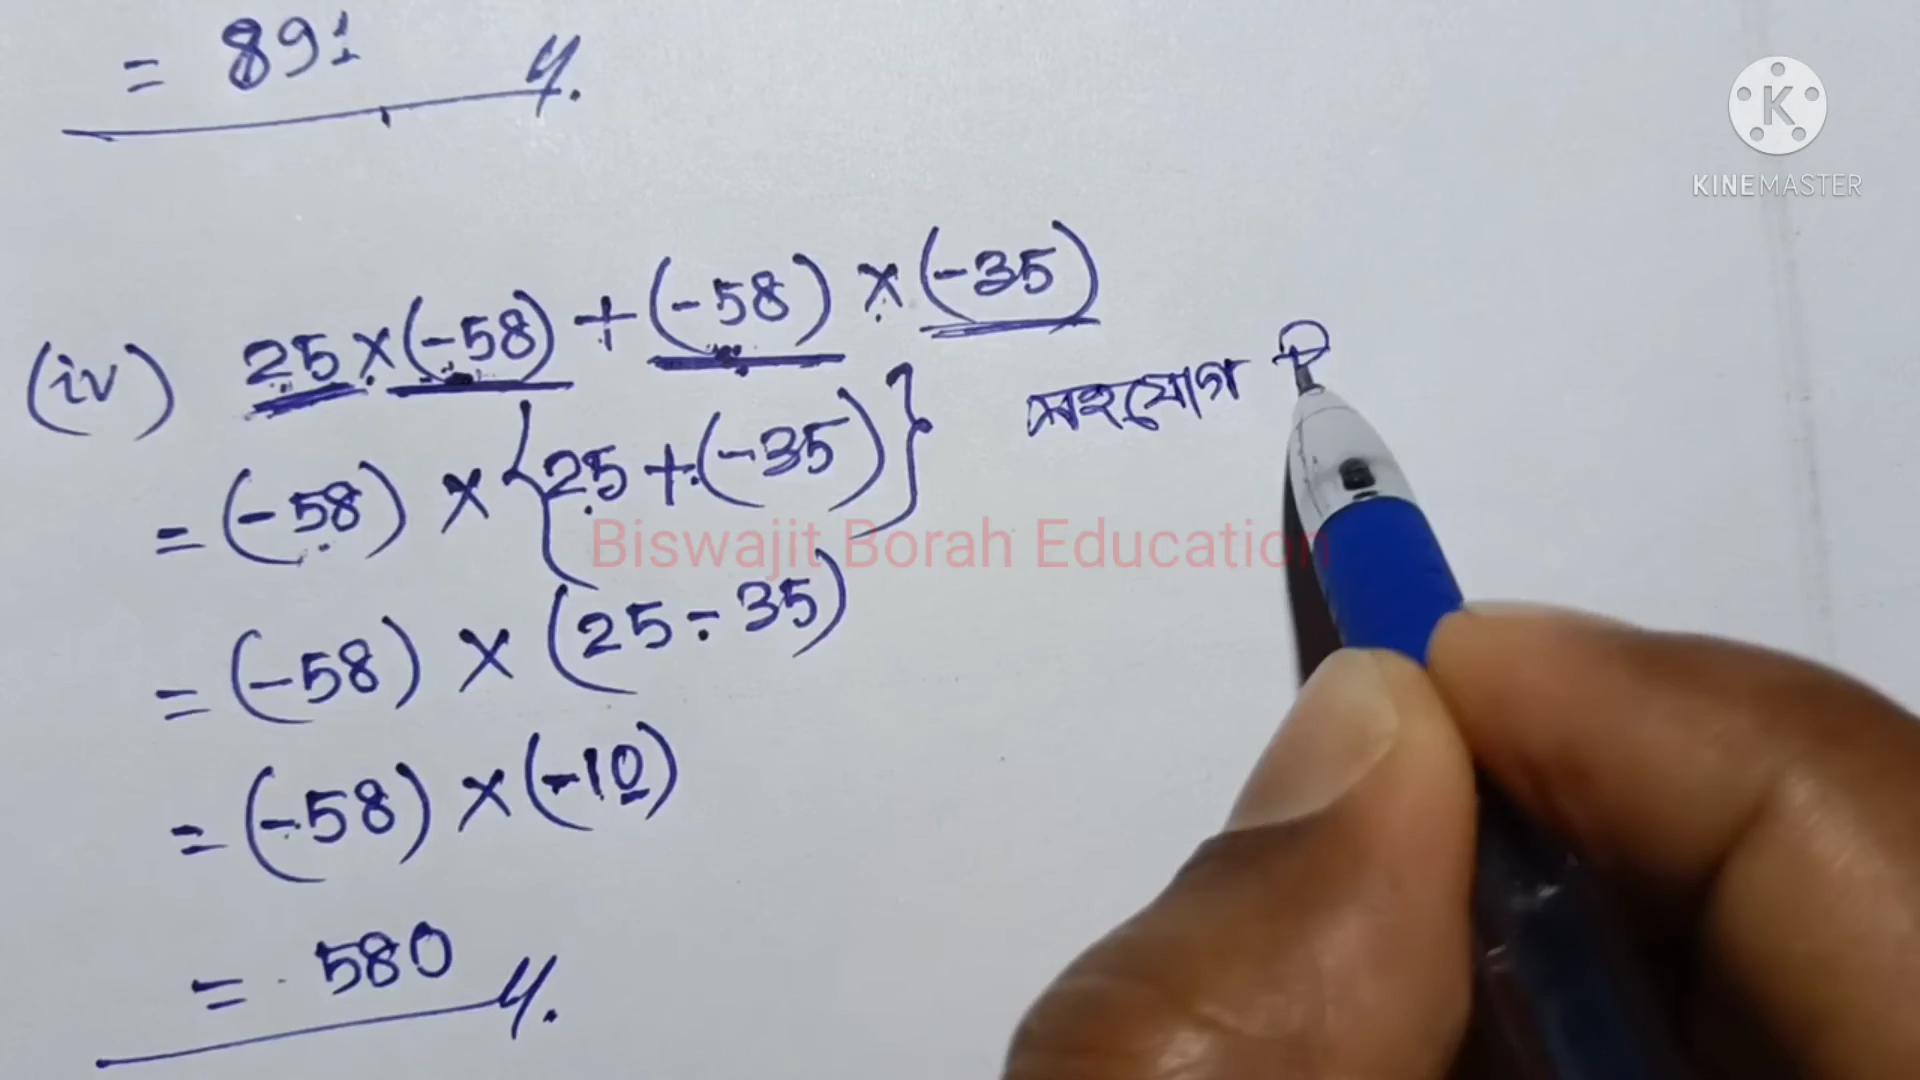 = 891
KINEMASTER
(iv) 25×(-58)+(-58)×(-35)
= (-58) × {25+(-35)} সহযোগ
Biswajit Borah Education
= (-58) × (25-35)
= (-58) × (-10)
= 580